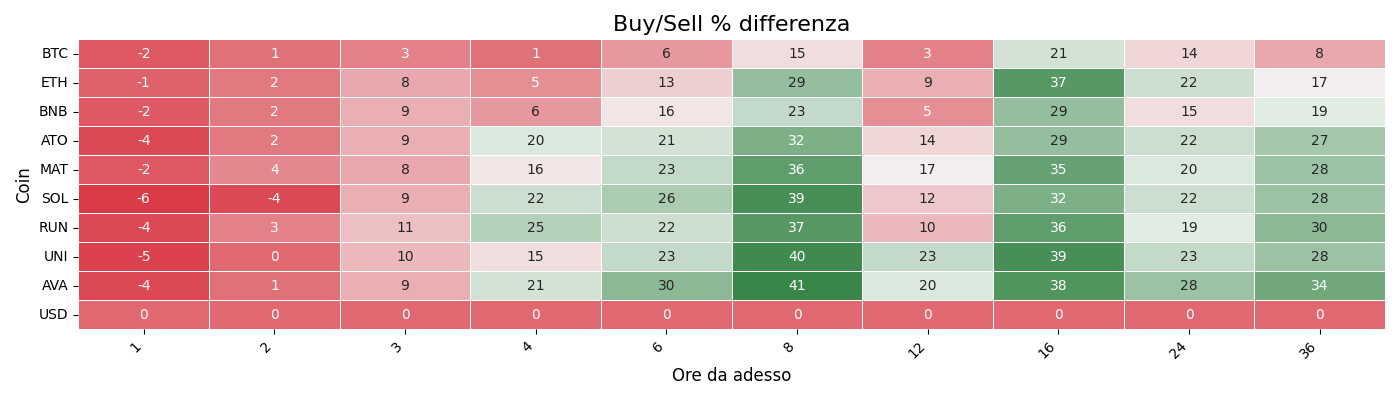 Buy/Sell % differenza
Coin
BTC -2 1 3 1 6 15 3 21 14 8
ETH -1 2 8 5 13 29 9 37 22 17
BNB -2 2 9 6 16 23 5 29 15 19
ATO -4 2 9 20 21 32 14 29 22 27
MAT -2 4 8 16 23 36 17 35 20 28
SOL -6 -4 9 22 26 39 12 32 22 28
RUN -4 3 11 25 22 37 10 36 19 30
UNI -5 0 10 15 23 40 23 39 23 28
AVA -4 1 9 21 30 41 20 38 28 34
USD 0 0 0 0 0 0 0 0 0 0
1 2 3 4 6 8 12 16 24 36
Ore da adesso